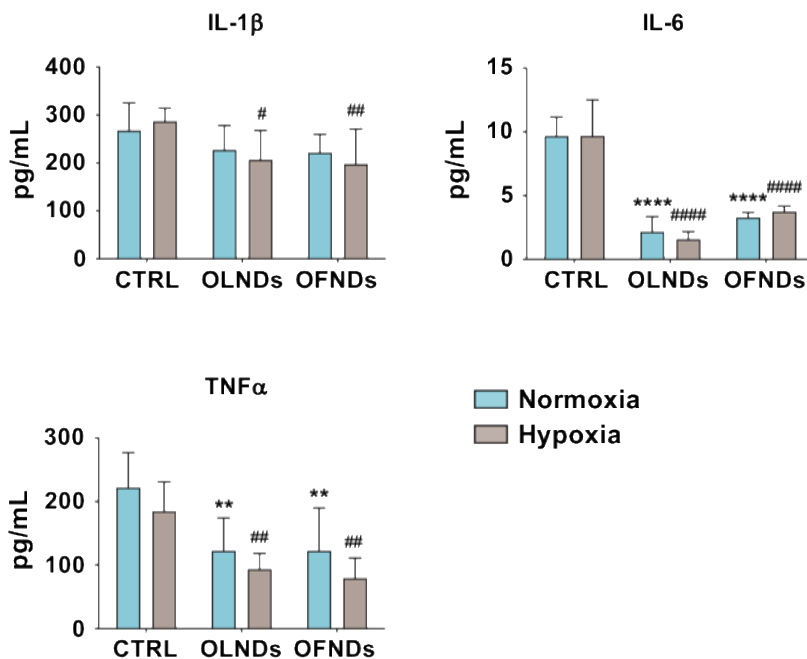 IL-1β
pg/mL
400
300
200
100
0
# ##
CTRL OLNDs OFNDs
IL-6
pg/mL
15
10
5
0
**** #### **** ####
CTRL OLNDs OFNDs
TNFα
pg/mL
300
200
100
0
** ## ** ##
CTRL OLNDs OFNDs
Normoxia
Hypoxia